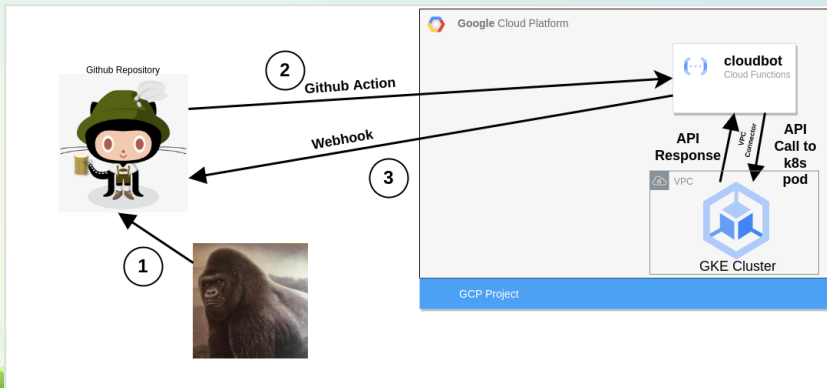 Google Cloud Platform
Github Repository
2
Github Action
cloudbot
Cloud Functions
Webhook
3
API
Response
VPC
Connector
API
Call to
k8s
pod
VPC
1
GKE Cluster
GCP Project